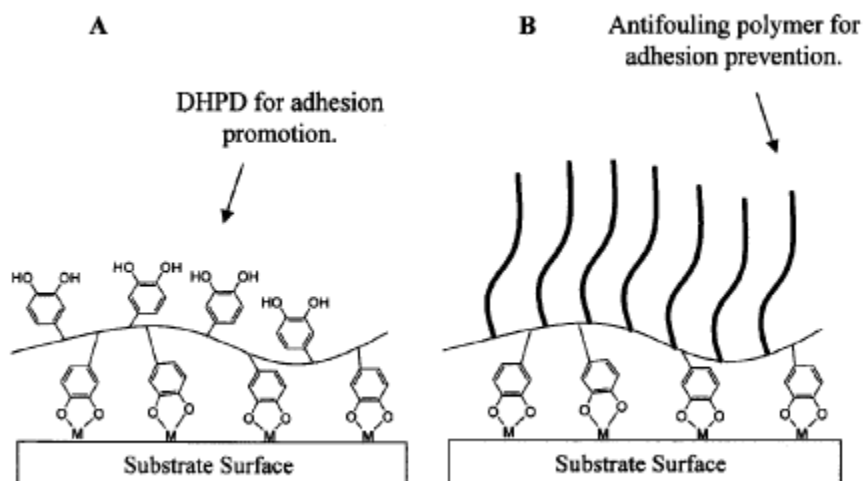 A
DHPD for adhesion
promotion.
HO OH
HO OH
HO OH
HO OH
O O
O O
O O
O O
M
M
M
M
Substrate Surface
B
Antifouling polymer for
adhesion prevention.
O O
O O
O O
O O
M
M
M
M
Substrate Surface